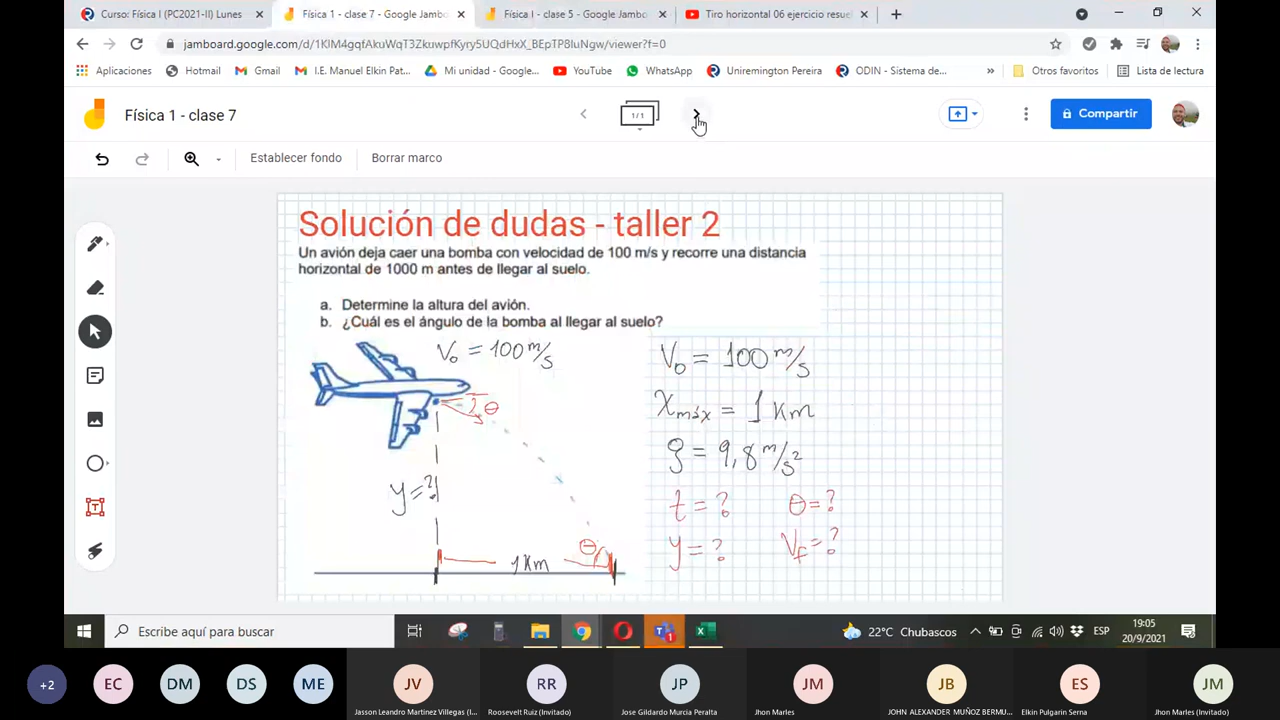 Curso: Física I (PC2021-II) Lunes
Física 1 - clase 7 - Google Jambo
Física I - clase 5 - Google Jambo
Tiro horizontal 06 ejercicio resuel
jamboard.google.com/d/1KIM4gqfAkuWqT3ZkuwpfKyry5UQdHxX_BEpTP8IuNgw/viewer?f=0
Aplicaciones
Hotmail
Gmail
I.E. Manuel Elkin Pat...
Mi unidad - Google...
YouTube
WhatsApp
Uniremington Pereira
ODIN - Sistema de...
»
Otros favoritos
Lista de lectura
Física 1 - clase 7
1/1
Compartir
Establecer fondo
Borrar marco
Solución de dudas - taller 2
Un avión deja caer una bomba con velocidad de 100 m/s y recorre una distancia
horizontal de 1000 m antes de llegar al suelo.
a. Determine la altura del avión.
b. ¿Cuál es el ángulo de la bomba al llegar al suelo?
V₀ = 100 m/s
θ
y = ?
θ
1 Km
V₀ = 100 m/s
Xmáx = 1 Km
g = 9,8 m/s²
t = ? θ = ?
y = ? Vf = ?
Escribe aquí para buscar
22°C Chubascos
ESP
19:05
20/9/2021
+2
EC
DM
DS
ME
JV
RR
JP
JM
JB
ES
JM
Jasson Leandro Martinez Villegas (I...
Roosevelt Ruiz (Invitado)
Jose Gildardo Murcia Peralta
Jhon Marles
JOHN ALEXANDER MUÑOZ BERMU...
Elkin Pulgarin Serna
Jhon Marles (Invitado)